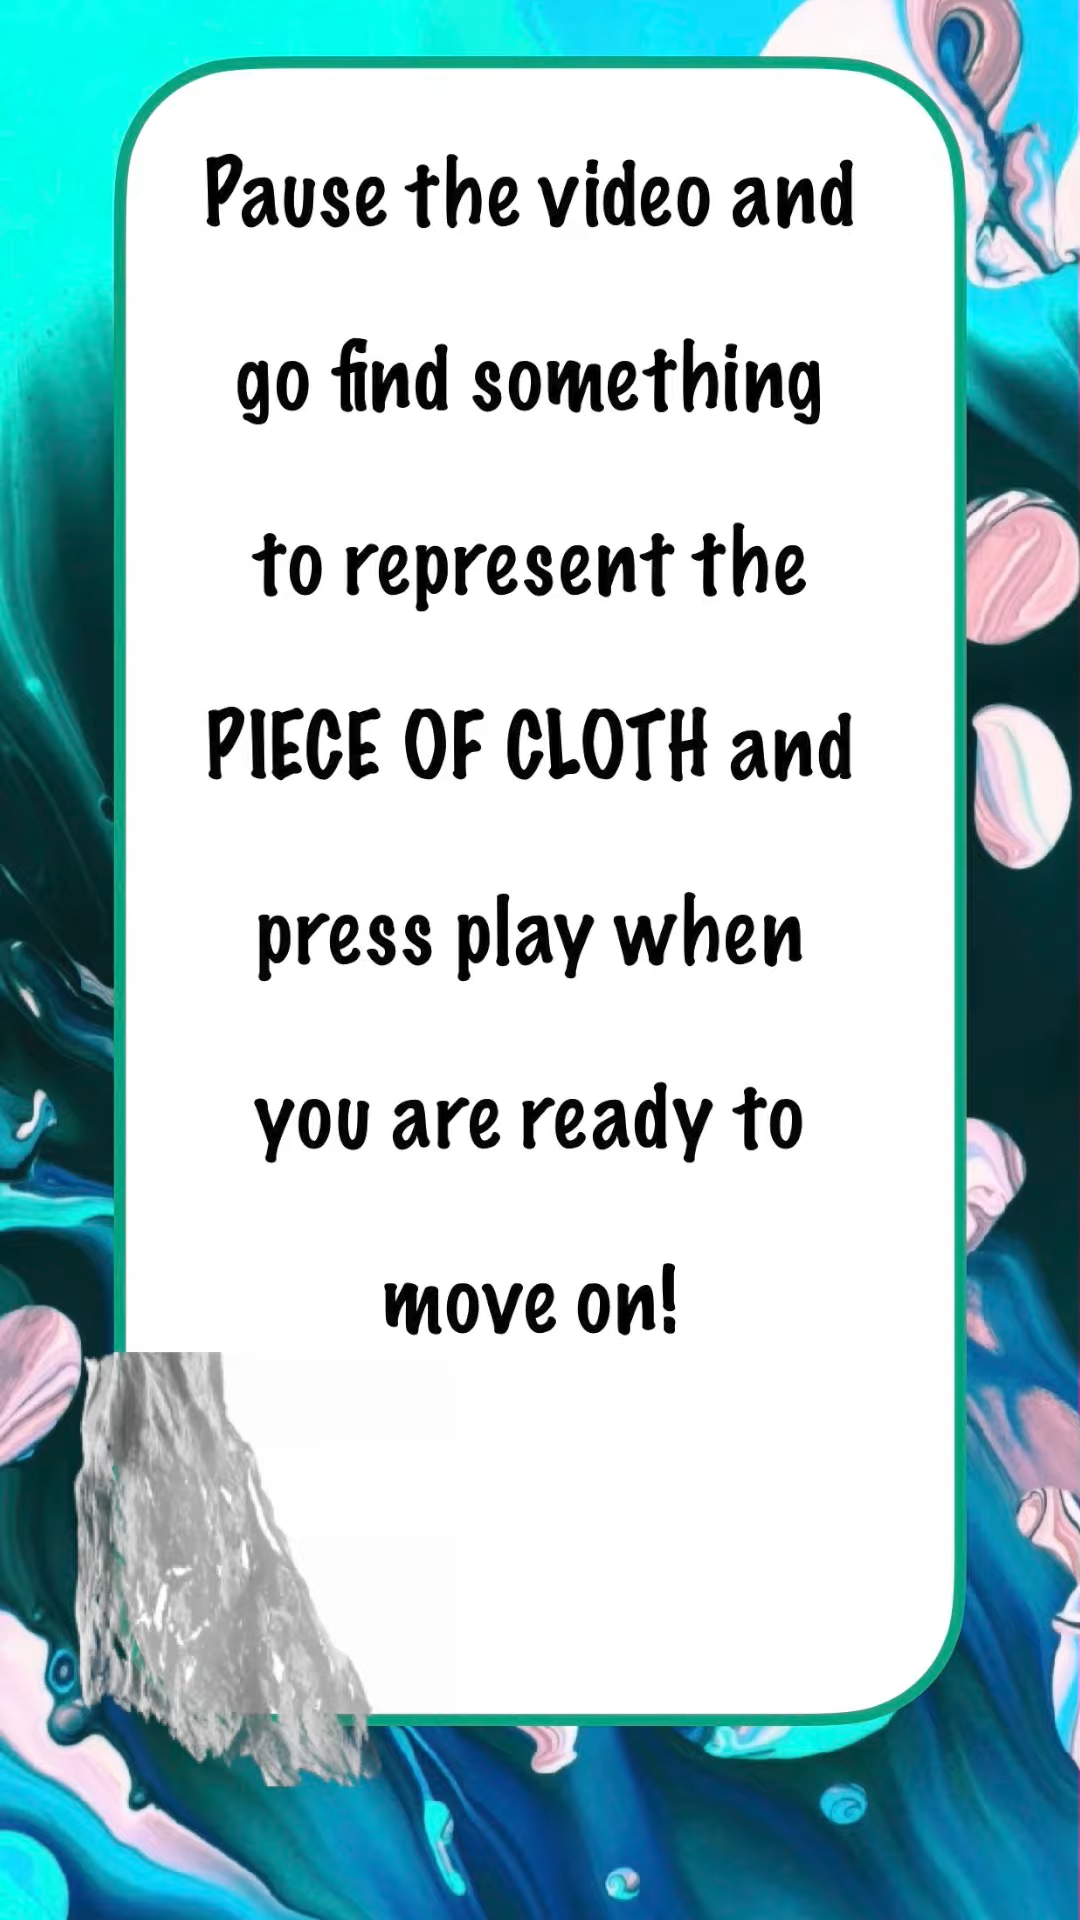 Pause the video and
go find something
to represent the
PIECE OF CLOTH and
press play when
you are ready to
move on!